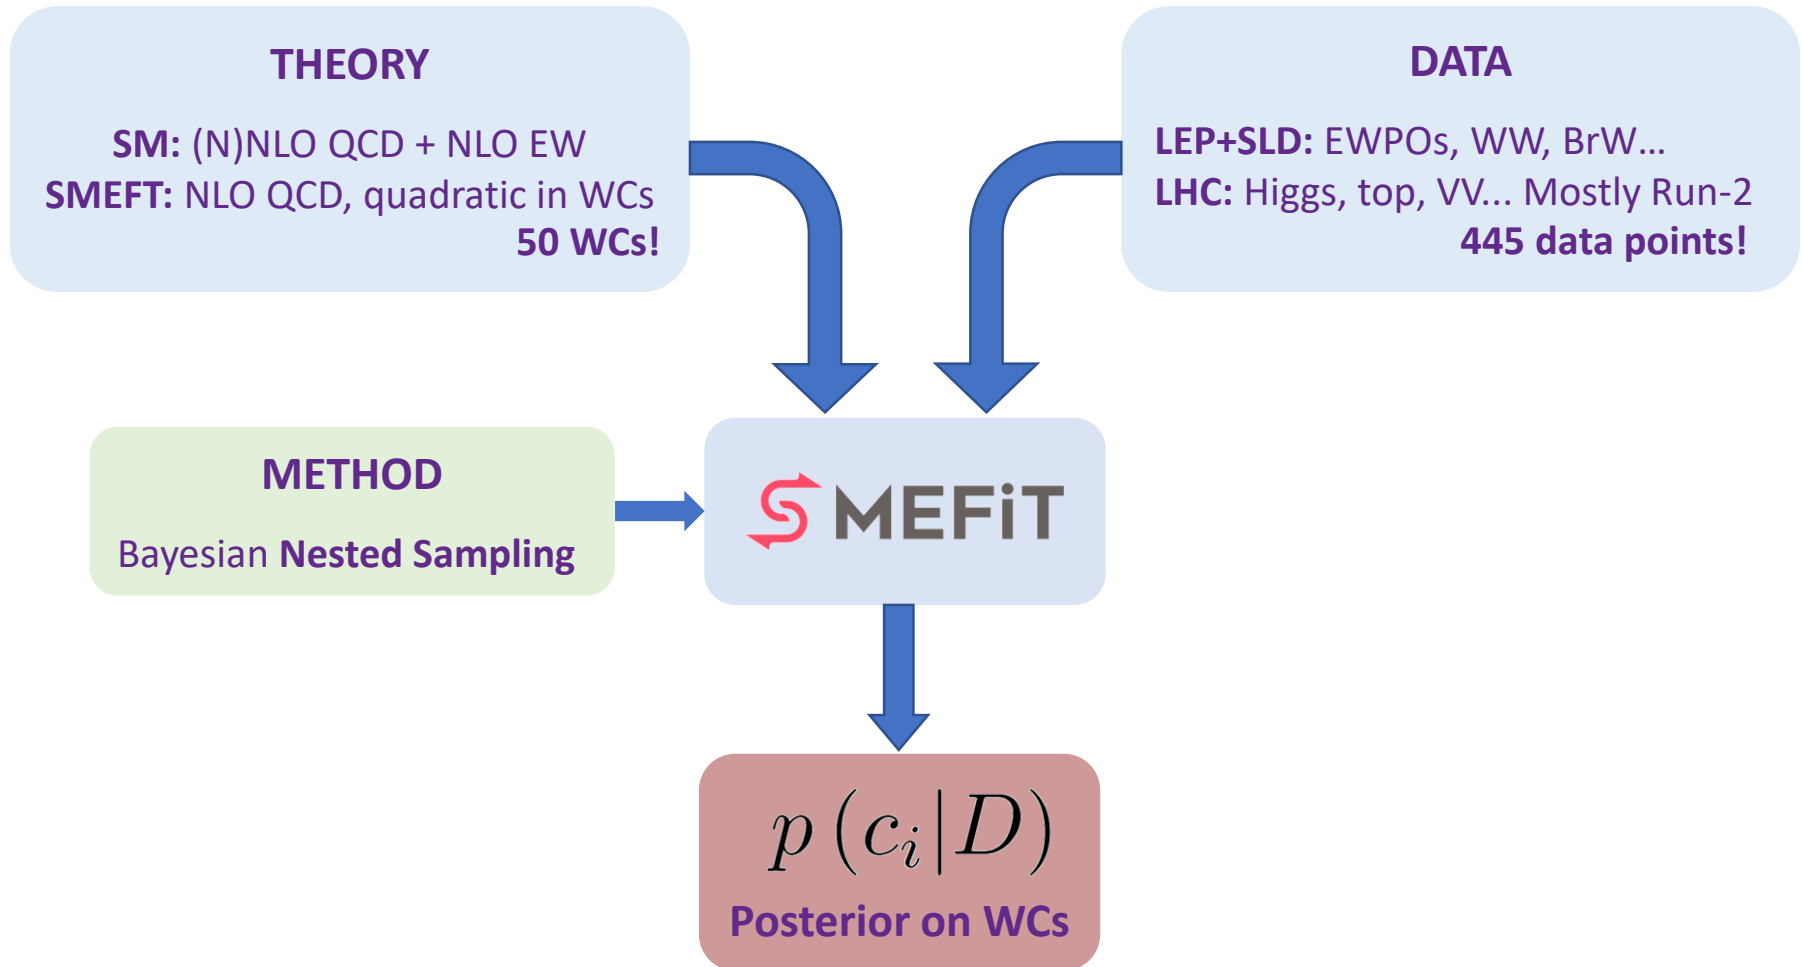 THEORY
SM: (N)NLO QCD + NLO EW
SMEFT: NLO QCD, quadratic in WCs
50 WCs!
DATA
LEP+SLD: EWPOs, WW, BrW...
LHC: Higgs, top, VV... Mostly Run-2
445 data points!
METHOD
Bayesian Nested Sampling
SMEFiT
p (c_i|D)
Posterior on WCs